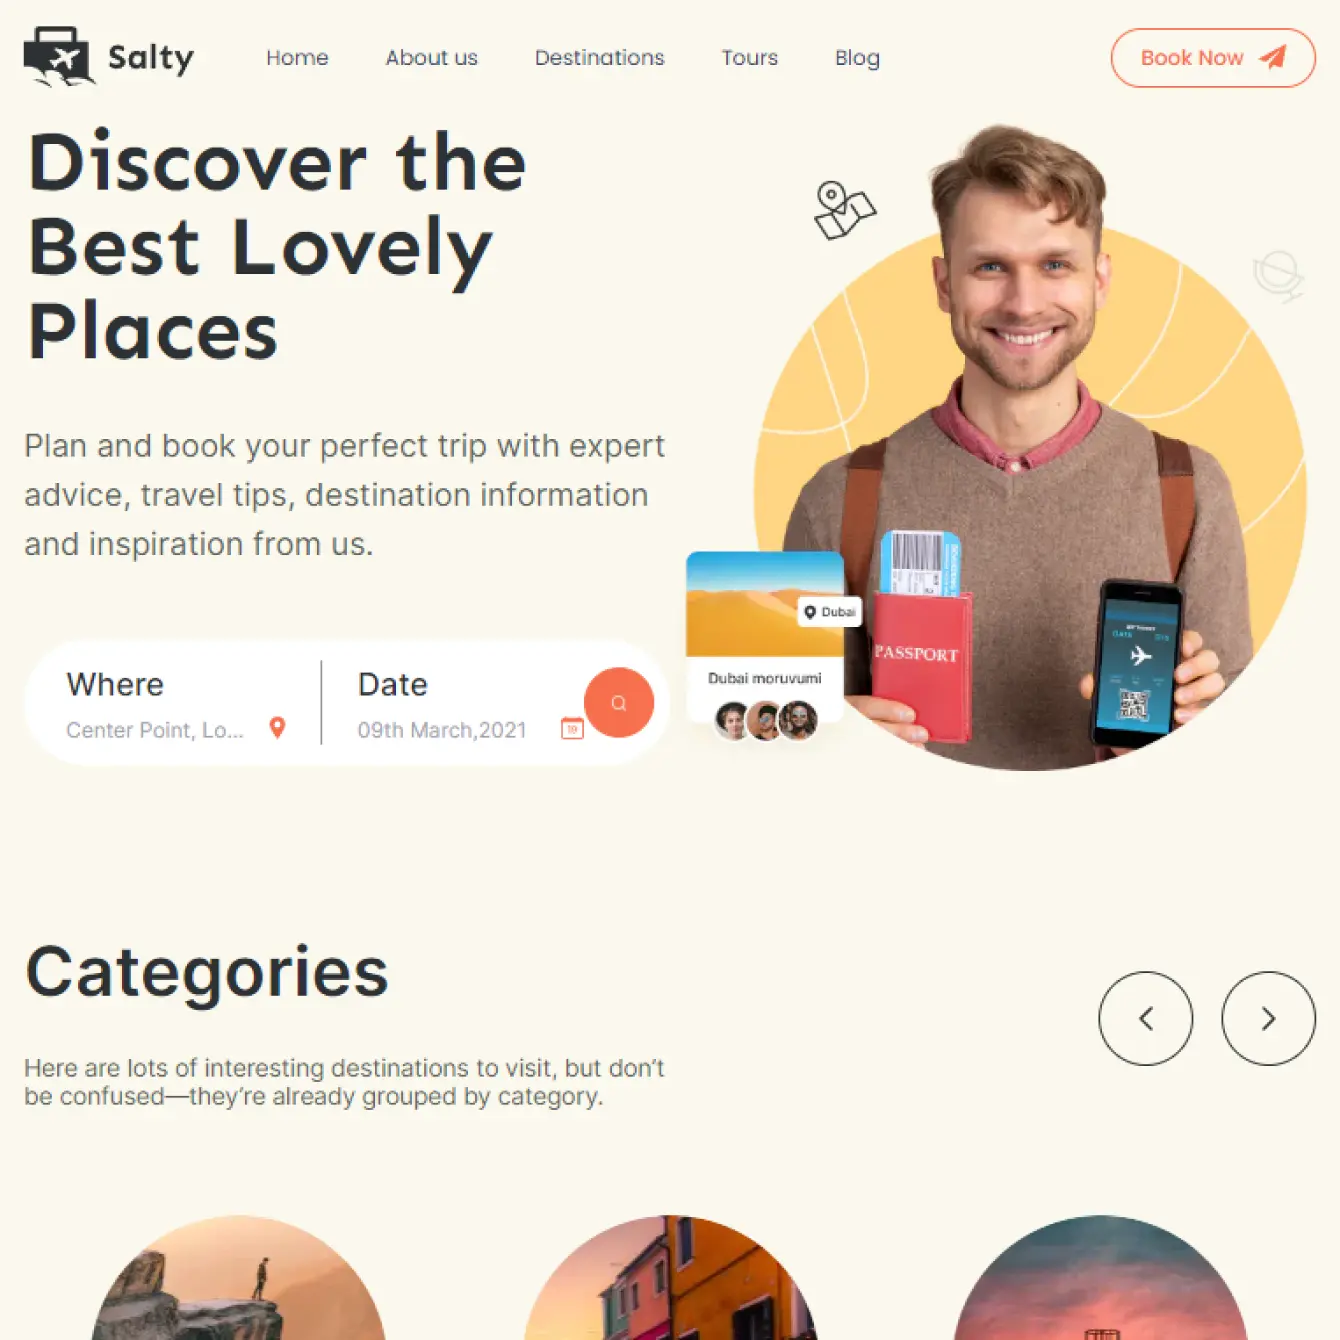 Salty
Home
About us
Destinations
Tours
Blog
Book Now
Discover the
Best Lovely
Places
Plan and book your perfect trip with expert
advice, travel tips, destination information
and inspiration from us.
Where
Center Point, Lo...
Date
09th March,2021
19
Dubai
Dubai moruvumi
PASSPORT
Categories
Here are lots of interesting destinations to visit, but don’t
be confused—they’re already grouped by category.